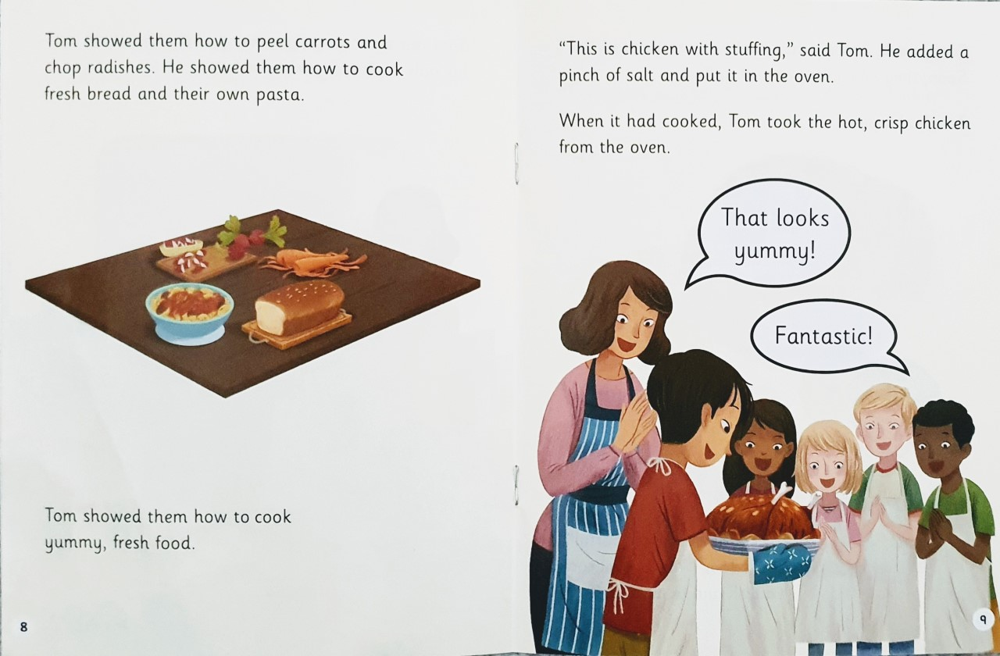 Tom showed them how to peel carrots and
chop radishes. He showed them how to cook
fresh bread and their own pasta.
Tom showed them how to cook
yummy, fresh food.
8
“This is chicken with stuffing,” said Tom. He added a
pinch of salt and put it in the oven.
When it had cooked, Tom took the hot, crisp chicken
from the oven.
That looks
yummy!
Fantastic!
9